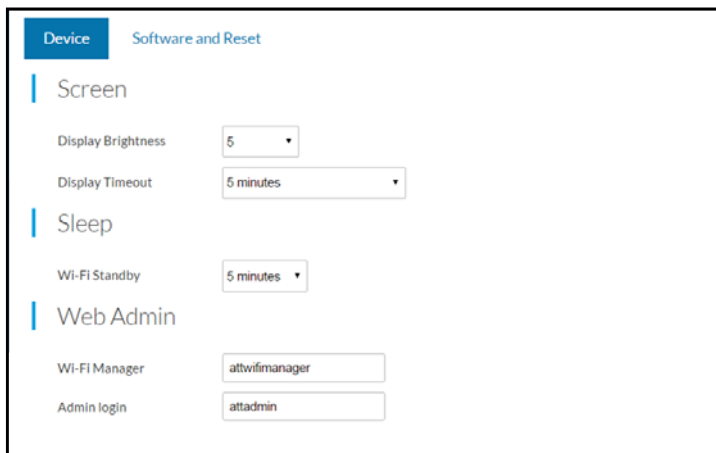 Device Software and Reset
Screen
Display Brightness 5
Display Timeout 5 minutes
Sleep
Wi-Fi Standby 5 minutes
Web Admin
Wi-Fi Manager attwifimanager
Admin login attadmin